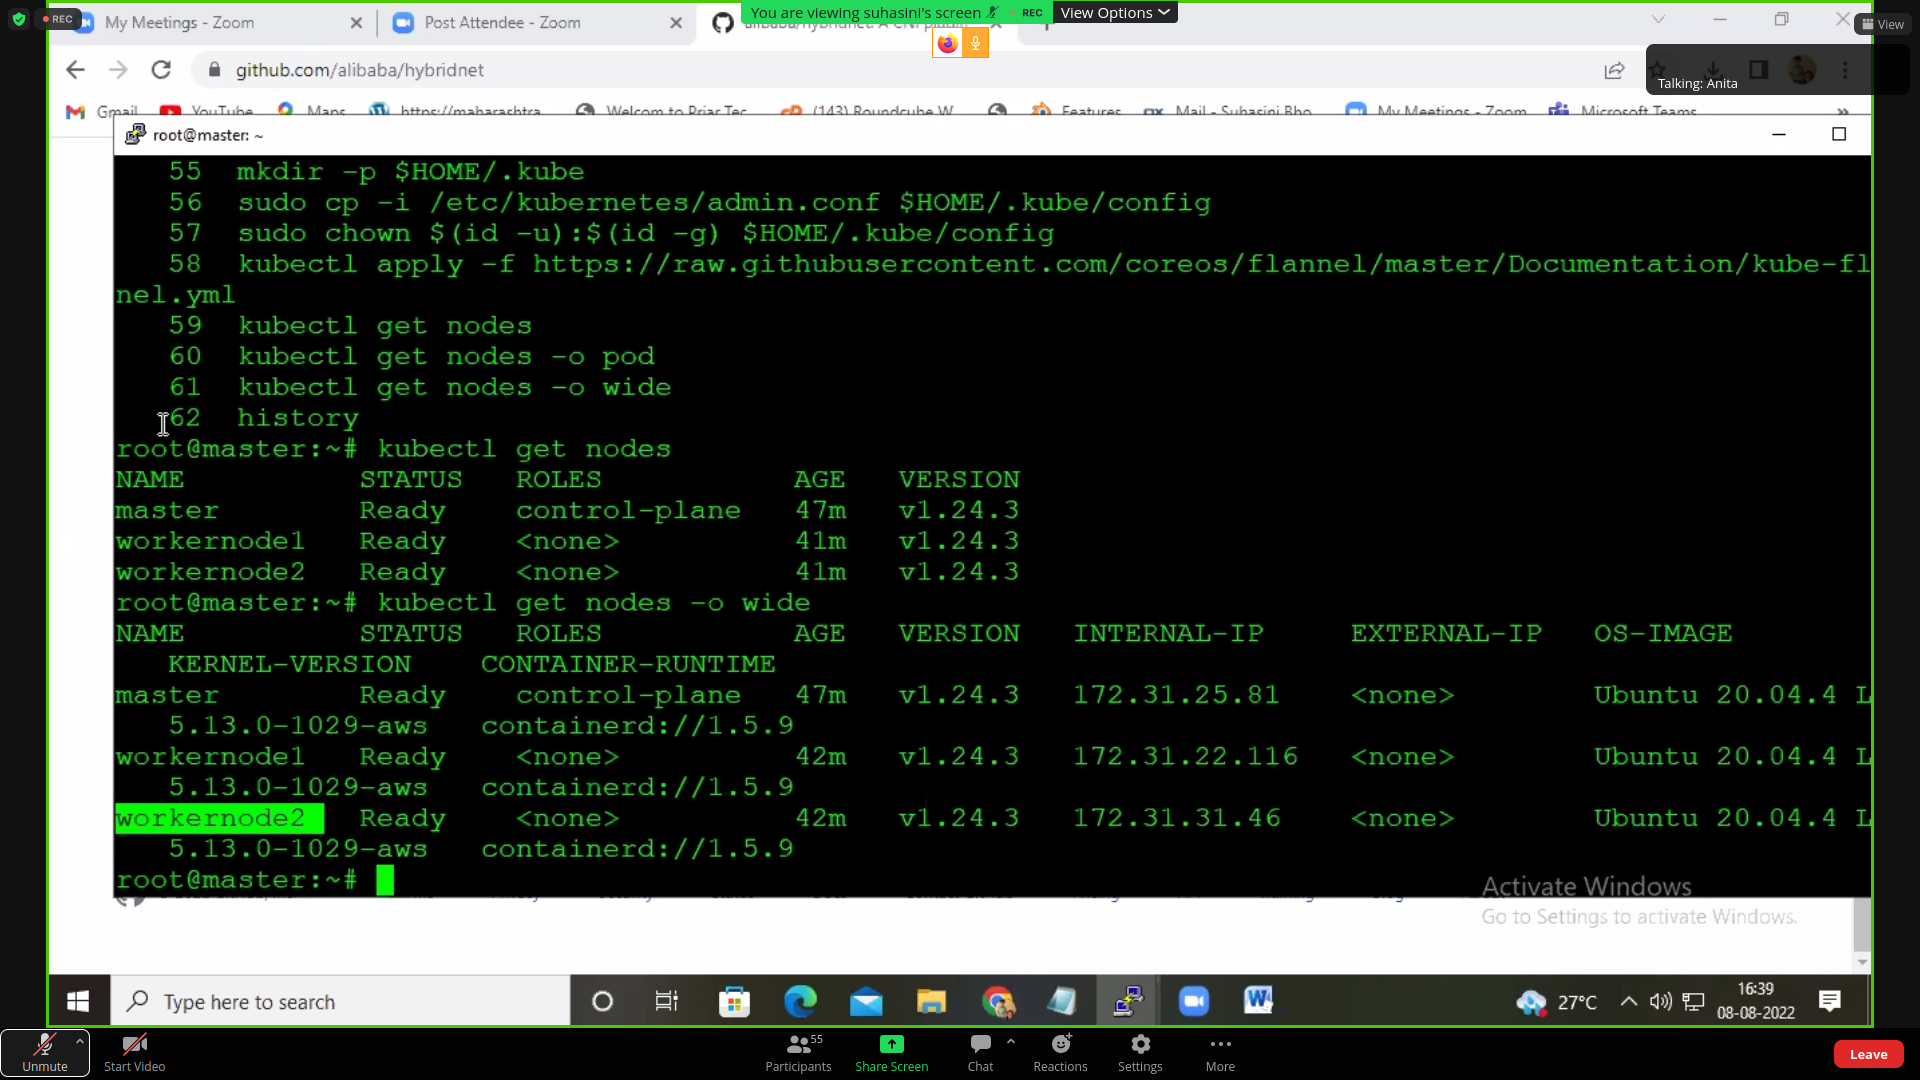 REC
You are viewing suhasini's screen
REC
View Options
View
My Meetings - Zoom
Post Attendee - Zoom
alibaba/hybridnet: A CNI plugin
github.com/alibaba/hybridnet
Talking: Anita
Gmail
YouTube
Maps
https://maharashtra
Welcom to Priar Tec
(143) Roundcube W
Features
Mail - Suhasini Bho
My Meetings - Zoom
Microsoft Teams
root@master: ~
55 mkdir -p $HOME/.kube
56 sudo cp -i /etc/kubernetes/admin.conf $HOME/.kube/config
57 sudo chown $(id -u):$(id -g) $HOME/.kube/config
58 kubectl apply -f https://raw.githubusercontent.com/coreos/flannel/master/Documentation/kube-fl
nel.yml
59 kubectl get nodes
60 kubectl get nodes -o pod
61 kubectl get nodes -o wide
62 history
root@master:~# kubectl get nodes
NAME STATUS ROLES AGE VERSION
master Ready control-plane 47m v1.24.3
workernode1 Ready <none> 41m v1.24.3
workernode2 Ready <none> 41m v1.24.3
root@master:~# kubectl get nodes -o wide
NAME STATUS ROLES AGE VERSION INTERNAL-IP EXTERNAL-IP OS-IMAGE
KERNEL-VERSION CONTAINER-RUNTIME
master Ready control-plane 47m v1.24.3 172.31.25.81 <none> Ubuntu 20.04.4 L
5.13.0-1029-aws containerd://1.5.9
workernode1 Ready <none> 42m v1.24.3 172.31.22.116 <none> Ubuntu 20.04.4 L
5.13.0-1029-aws containerd://1.5.9
workernode2 Ready <none> 42m v1.24.3 172.31.31.46 <none> Ubuntu 20.04.4 L
5.13.0-1029-aws containerd://1.5.9
root@master:~#
Activate Windows
Go to Settings to activate Windows.
Type here to search
27°C
16:39
08-08-2022
Unmute
Start Video
Participants
55
Share Screen
Chat
Reactions
Settings
More
Leave